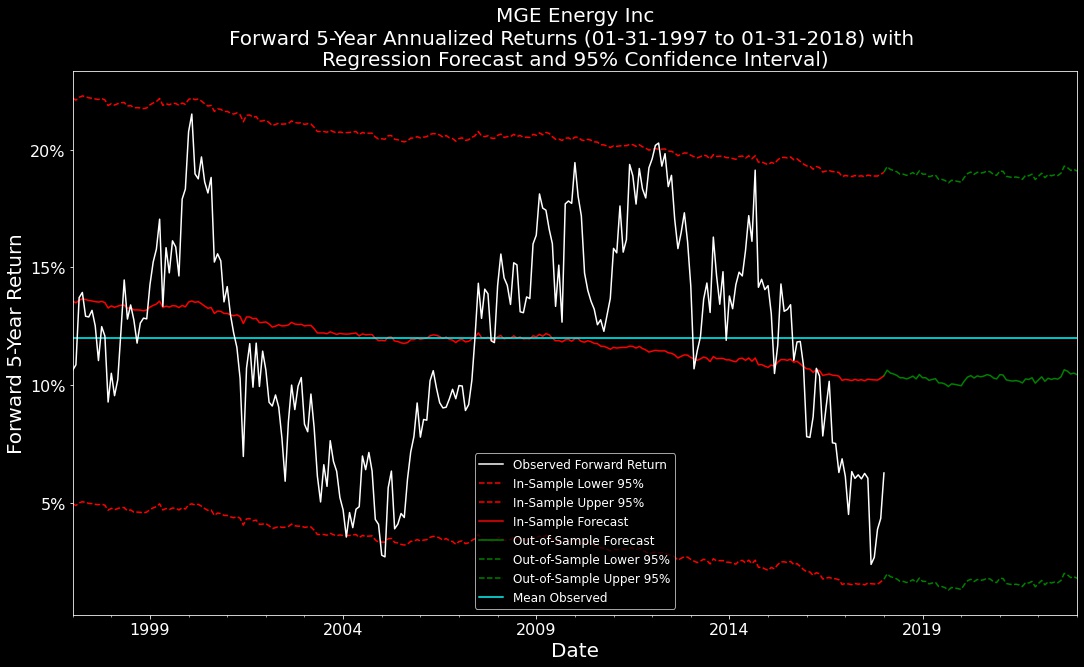 MGE Energy Inc
Forward 5-Year Annualized Returns (01-31-1997 to 01-31-2018) with
Regression Forecast and 95% Confidence Interval)
Forward 5-Year Return
20%
15%
10%
5%
Observed Forward Return
In-Sample Lower 95%
In-Sample Upper 95%
In-Sample Forecast
Out-of-Sample Forecast
Out-of-Sample Lower 95%
Out-of-Sample Upper 95%
Mean Observed
1999 2004 2009 2014 2019
Date